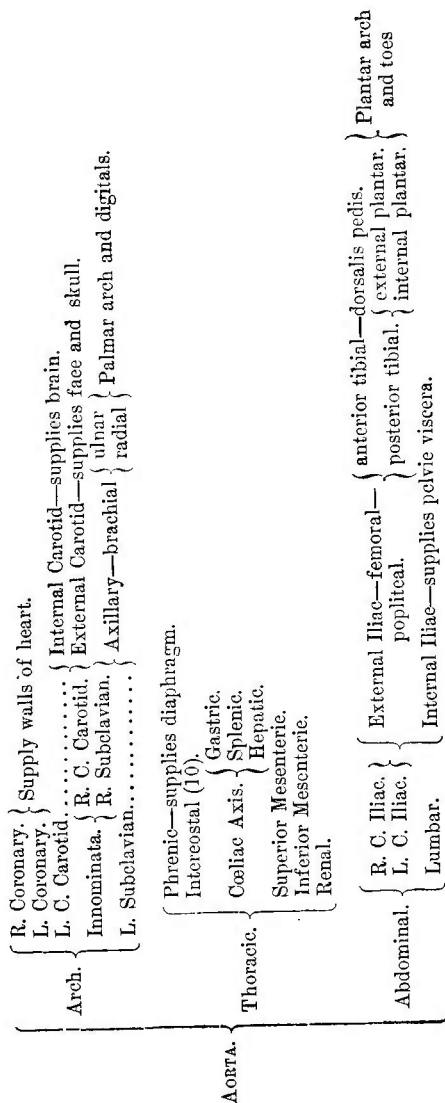 AORTA.
Arch.
R. Coronary. } Supply walls of heart.
L. Coronary.
L. C. Carotid............ } Internal Carotid—supplies brain.
External Carotid—supplies face and skull.
Innominata. { R. C. Carotid.
R. Subclavian. } Axillary—brachial { ulnar } Palmar arch and digitals.
radial
L. Subclavian............
Thoracic.
Phrenic—supplies diaphragm.
Intercostal (10).
Cœliac Axis. { Gastric.
Splenic.
Hepatic.
Superior Mesenteric.
Inferior Mesenteric.
Renal.
Abdominal.
R. C. Iliac. } External Iliac—femoral— } anterior tibial—dorsalis pedis. } Plantar arch
L. C. Iliac. popliteal. posterior tibial. { external plantar. and toes
internal plantar.
Internal Iliac—supplies pelvic viscera.
Lumbar.